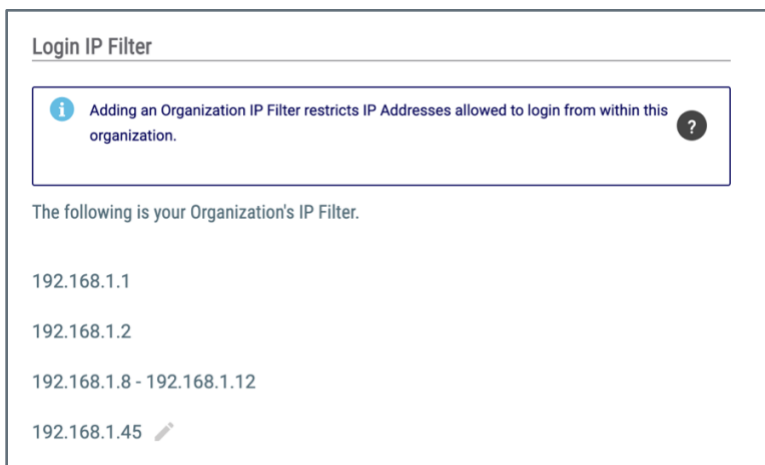 Login IP Filter
i
Adding an Organization IP Filter restricts IP Addresses allowed to login from within this
organization.
?
The following is your Organization's IP Filter.
192.168.1.1
192.168.1.2
192.168.1.8 - 192.168.1.12
192.168.1.45